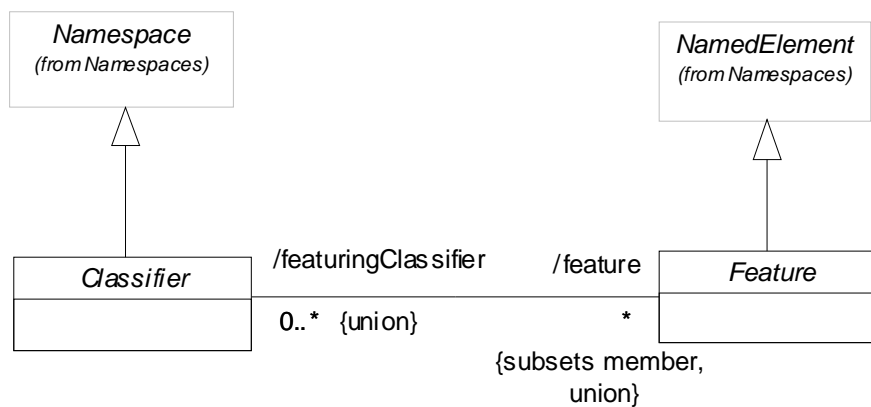 Namespace
(from Namespaces)
NamedElement
(from Namespaces)
Classifier
/featuringClassifier
/feature
Feature
0..* {union}
*
{subsets member,
union}